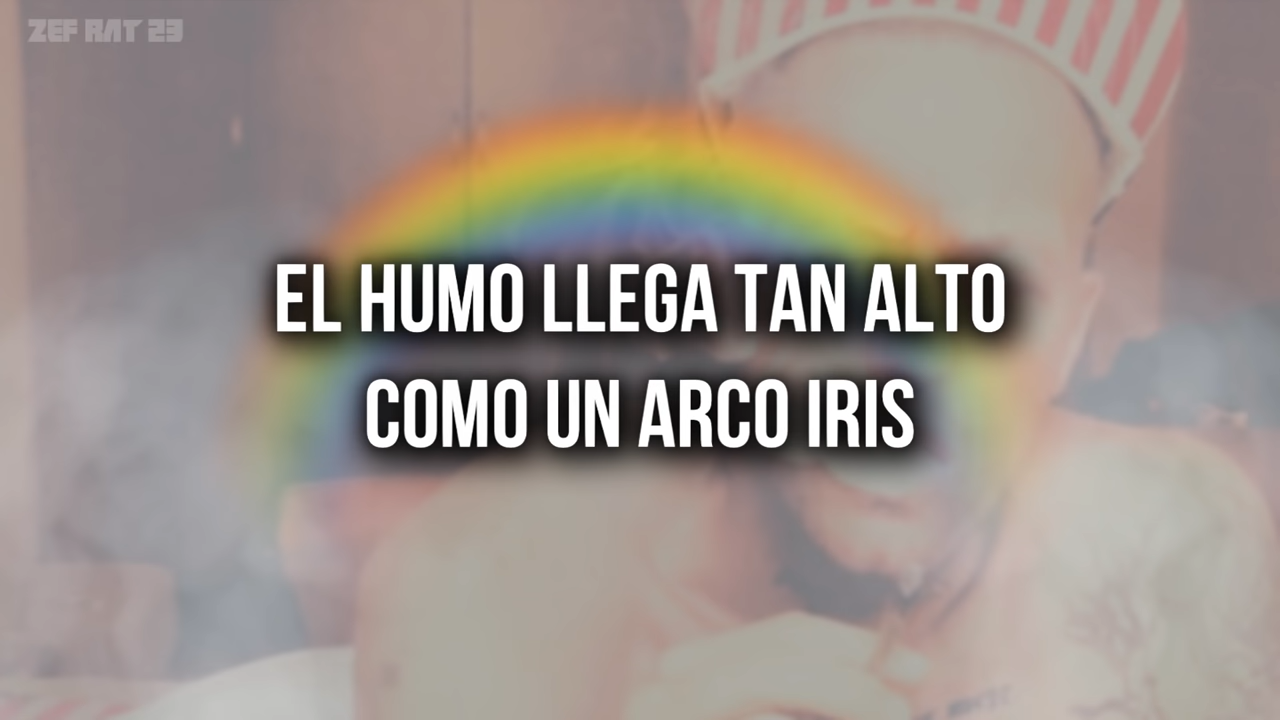 ZEF RAT 23
EL HUMO LLEGA TAN ALTO
COMO UN ARCO IRIS